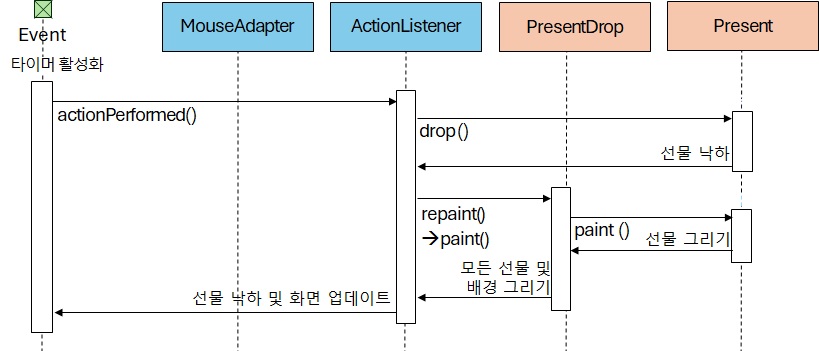 Event
MouseAdapter
ActionListener
PresentDrop
Present
타이머 활성화
actionPerformed()
drop()
선물 낙하
repaint()
→paint()
paint ()
선물 그리기
모든 선물 및
배경 그리기
선물 낙하 및 화면 업데이트